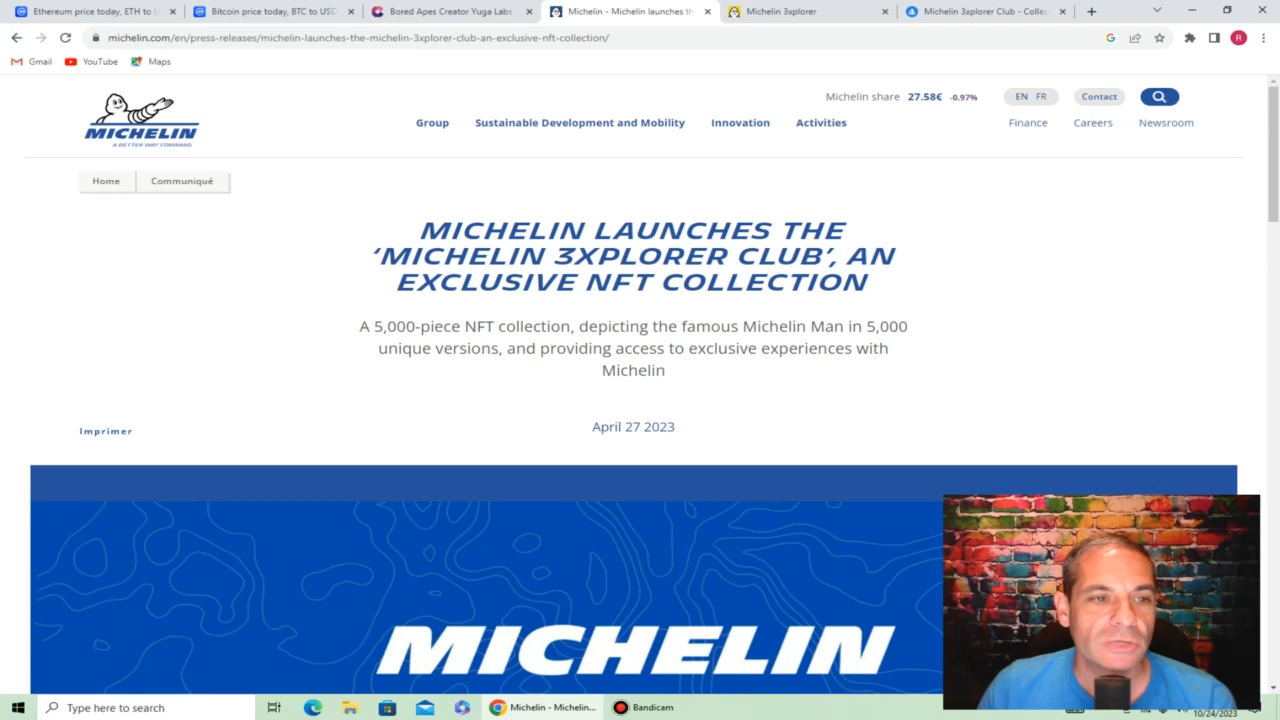 Ethereum price today, ETH to U
Bitcoin price today, BTC to USD
Bored Apes Creator Yuga Labs
Michelin - Michelin launches th
Michelin 3xplorer
Michelin 3xplorer Club - Collec
michelin.com/en/press-releases/michelin-launches-the-michelin-3xplorer-club-an-exclusive-nft-collection/
R
Gmail YouTube Maps
Michelin share 27.58€ -0.97% EN FR Contact
MICHELIN
A BETTER WAY FORWARD
Group Sustainable Development and Mobility Innovation Activities Finance Careers Newsroom
Home Communiqué
MICHELIN LAUNCHES THE
‘MICHELIN 3XPLORER CLUB’, AN
EXCLUSIVE NFT COLLECTION
A 5,000-piece NFT collection, depicting the famous Michelin Man in 5,000
unique versions, and providing access to exclusive experiences with
Michelin
Imprimer
April 27 2023
MICHELIN
Type here to search
Michelin - Michelin...
Bandicam
10/24/2023